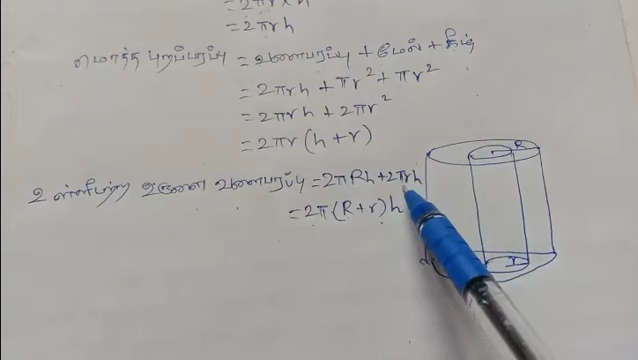 = 2πr × h
= 2πrh
மொத்த புறப்பரப்பு = வளைபரப்பு + மேல் + கீழ்
= 2πrh + πr² + πr²
= 2πrh + 2πr²
= 2πr (h + r)
உள்ளீடற்ற உருளை வளைபரப்பு = 2πRh + 2πrh
= 2π (R + r) h
R
r